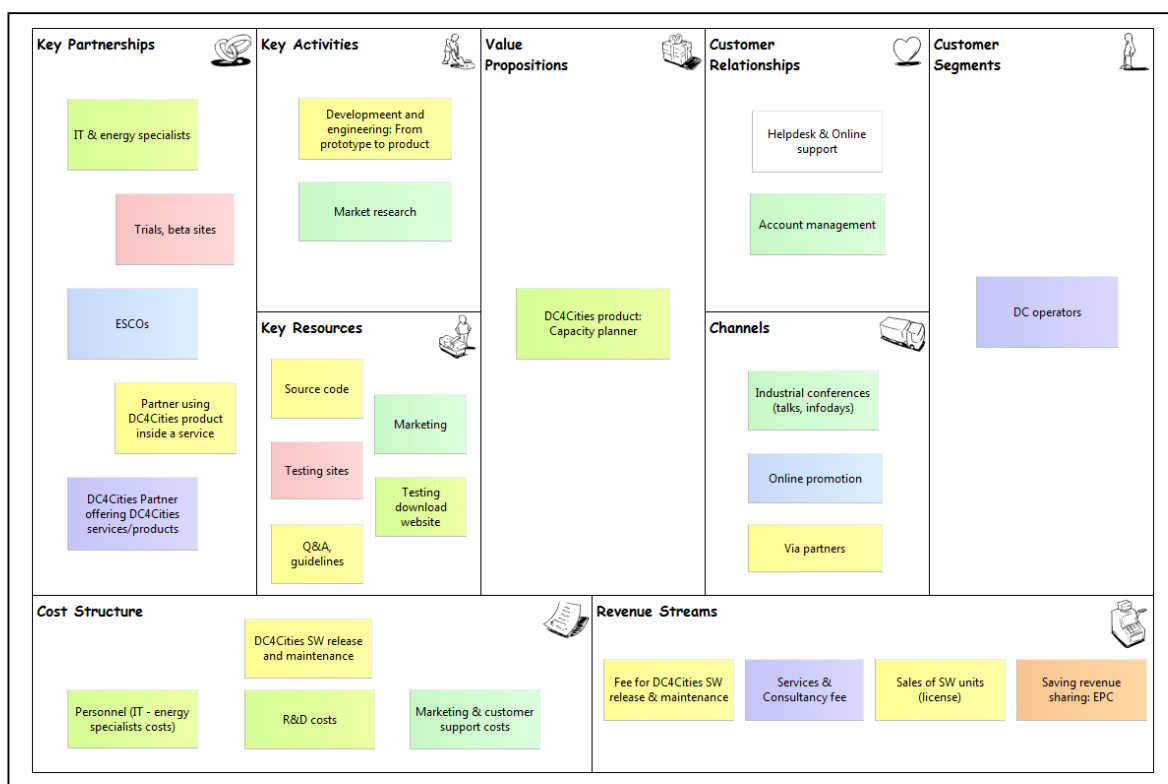 Key Partnerships
IT & energy specialists
Trials, beta sites
ESCOs
Partner using
DC4Cities product
inside a service
DC4Cities Partner
offering DC4Cities
services/products
Key Activities
Developmeent and
engineering: From
prototype to product
Market research
Key Resources
Source code
Marketing
Testing sites
Testing
download
website
Q&A,
guidelines
Value
Propositions
DC4Cities product:
Capacity planner
Customer
Relationships
Helpdesk & Online
support
Account management
Channels
Industrial conferences
(talks, infodays)
Online promotion
Via partners
Customer
Segments
DC operators
Cost Structure
DC4Cities SW release
and maintenance
Personnel (IT - energy
specialists costs)
R&D costs
Marketing & customer
support costs
Revenue Streams
Fee for DC4Cities SW
release & maintenance
Services &
Consultancy fee
Sales of SW units
(license)
Saving revenue
sharing: EPC